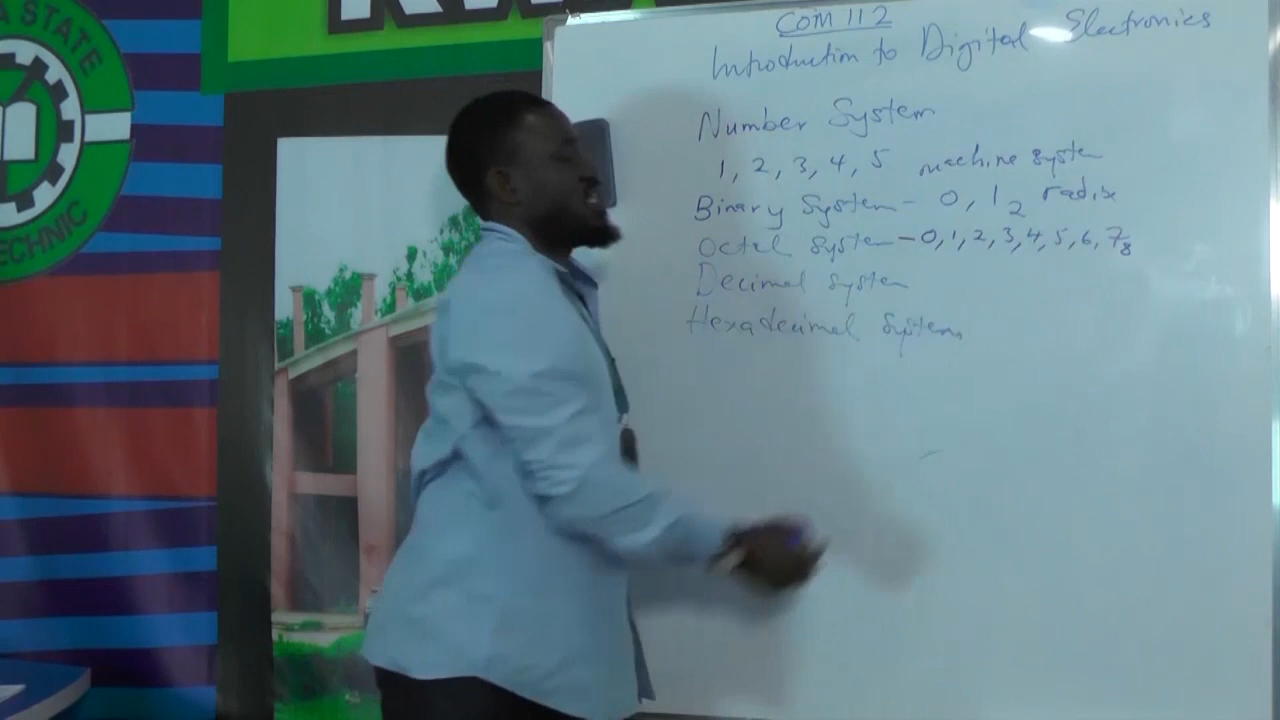 A STATE
TECHNIC
COM 112
Introduction to Digital Electronics
Number System
1, 2, 3, 4, 5 machine system
Binary System - 0, 1 2 radix
Octal System - 0, 1, 2, 3, 4, 5, 6, 7 8
Decimal System
Hexadecimal System